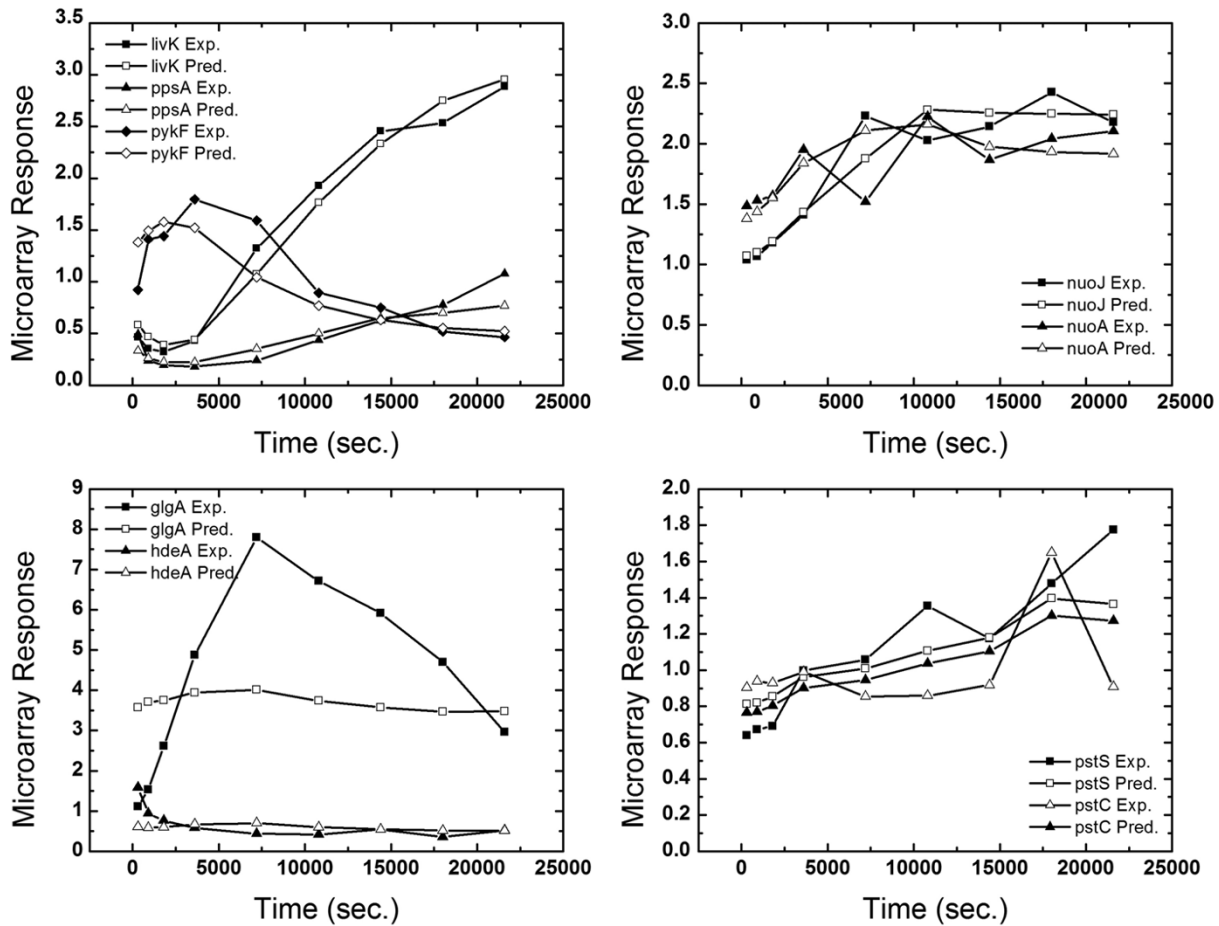 3.5
3.0
2.5
2.0
1.5
1.0
0.5
0.0
Microarray Response
livK Exp.
livK Pred.
ppsA Exp.
ppsA Pred.
pykF Exp.
pykF Pred.
0 5000 10000 15000 20000 25000
Time (sec.)
3.0
2.5
2.0
1.5
1.0
0.5
0.0
Microarray Response
nuoJ Exp.
nuoJ Pred.
nuoA Exp.
nuoA Pred.
0 5000 10000 15000 20000 25000
Time (sec.)
9
8
7
6
5
4
3
2
1
0
Microarray Response
glgA Exp.
glgA Pred.
hdeA Exp.
hdeA Pred.
0 5000 10000 15000 20000 25000
Time (sec.)
2.0
1.8
1.6
1.4
1.2
1.0
0.8
0.6
0.4
0.2
0.0
Microarray Response
pstS Exp.
pstS Pred.
pstC Exp.
pstC Pred.
0 5000 10000 15000 20000 25000
Time (sec.)